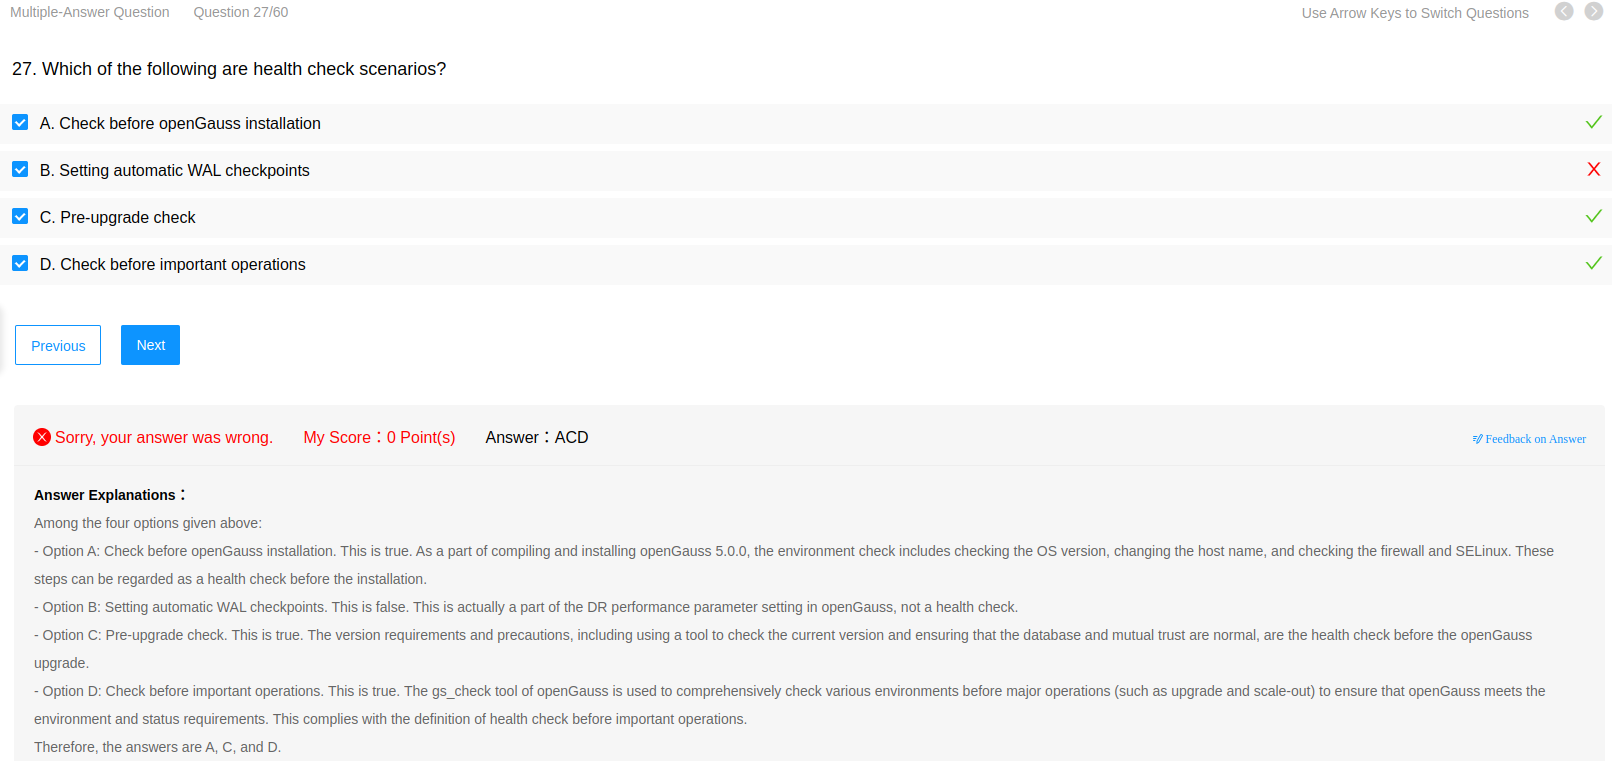 Multiple-Answer Question Question 27/60 Use Arrow Keys to Switch Questions
27. Which of the following are health check scenarios?
A. Check before openGauss installation
B. Setting automatic WAL checkpoints
C. Pre-upgrade check
D. Check before important operations
Previous Next
Sorry, your answer was wrong. My Score：0 Point(s) Answer：ACD Feedback on Answer
Answer Explanations：
Among the four options given above:
- Option A: Check before openGauss installation. This is true. As a part of compiling and installing openGauss 5.0.0, the environment check includes checking the OS version, changing the host name, and checking the firewall and SELinux. These
steps can be regarded as a health check before the installation.
- Option B: Setting automatic WAL checkpoints. This is false. This is actually a part of the DR performance parameter setting in openGauss, not a health check.
- Option C: Pre-upgrade check. This is true. The version requirements and precautions, including using a tool to check the current version and ensuring that the database and mutual trust are normal, are the health check before the openGauss
upgrade.
- Option D: Check before important operations. This is true. The gs_check tool of openGauss is used to comprehensively check various environments before major operations (such as upgrade and scale-out) to ensure that openGauss meets the
environment and status requirements. This complies with the definition of health check before important operations.
Therefore, the answers are A, C, and D.